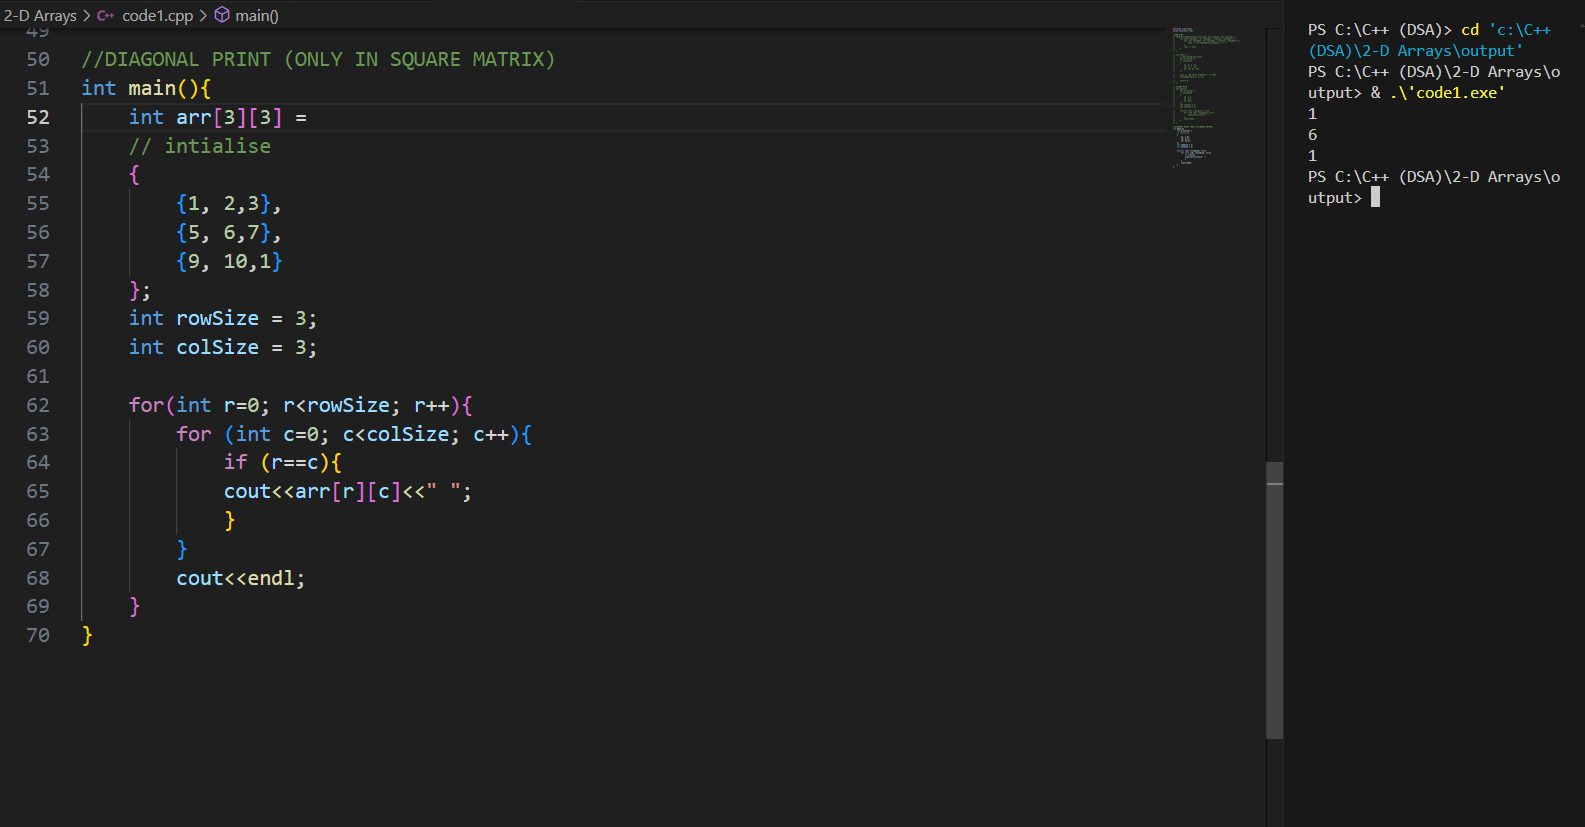 2-D Arrays > C++ code1.cpp > main()
49
50 //DIAGONAL PRINT (ONLY IN SQUARE MATRIX)
51 int main(){
52     int arr[3][3] =
53     // intialise
54     {
55         {1, 2,3},
56         {5, 6,7},
57         {9, 10,1}
58     };
59     int rowSize = 3;
60     int colSize = 3;
61
62     for(int r=0; r<rowSize; r++){
63         for (int c=0; c<colSize; c++){
64             if (r==c){
65             cout<<arr[r][c]<<" ";
66             }
67         }
68         cout<<endl;
69     }
70 }
PS C:\C++ (DSA)> cd 'c:\C++
(DSA)\2-D Arrays\output'
PS C:\C++ (DSA)\2-D Arrays\o
utput> & .\'code1.exe'
1
6
1
PS C:\C++ (DSA)\2-D Arrays\o
utput>